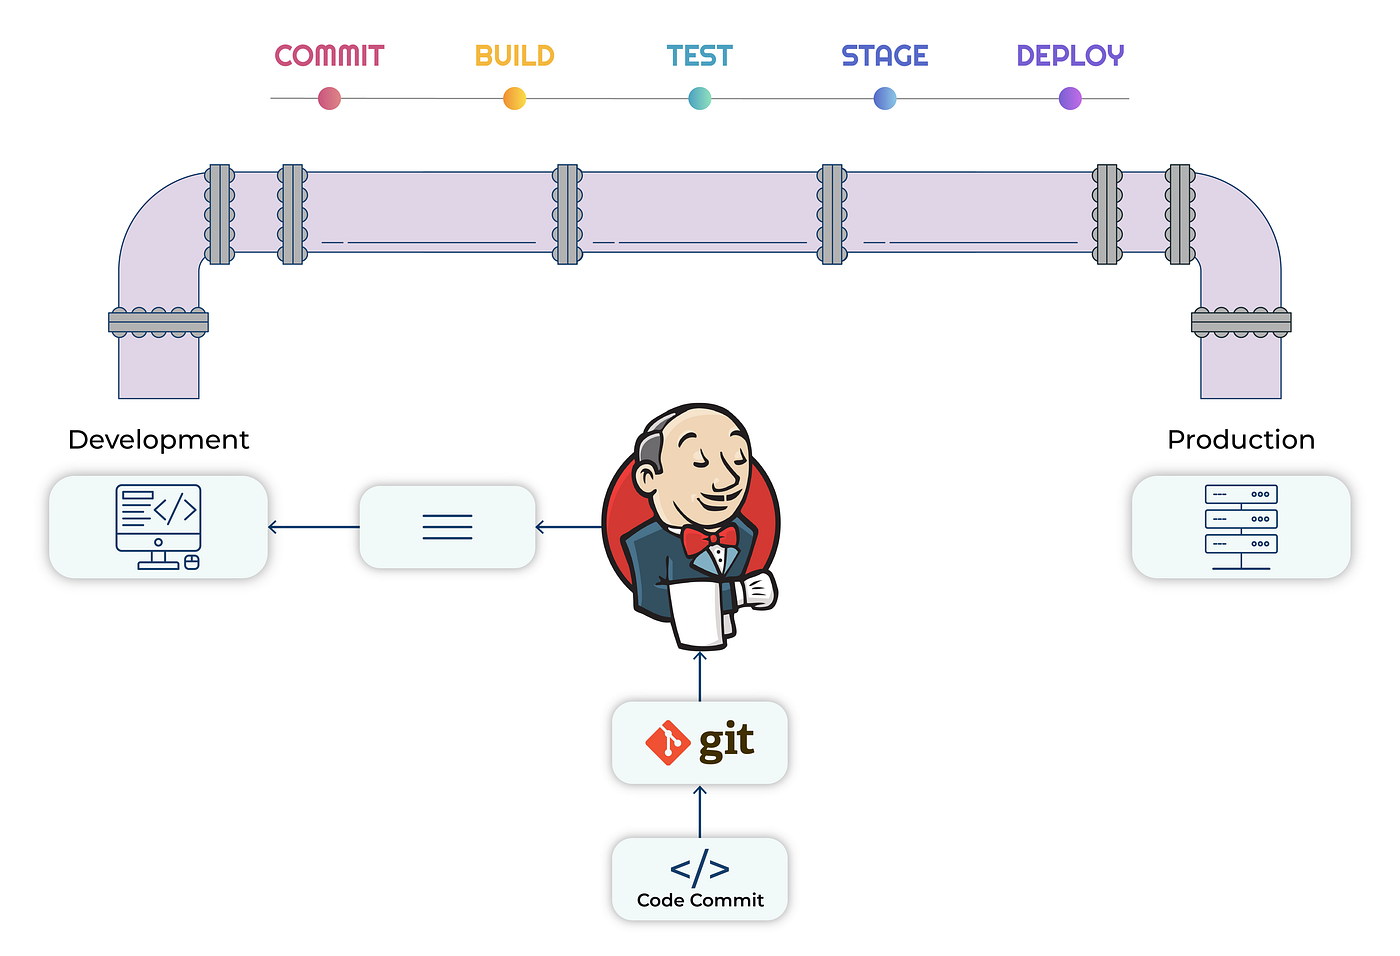 COMMIT
BUILD
TEST
STAGE
DEPLOY
Development
Production
</>
git
</>
Code Commit